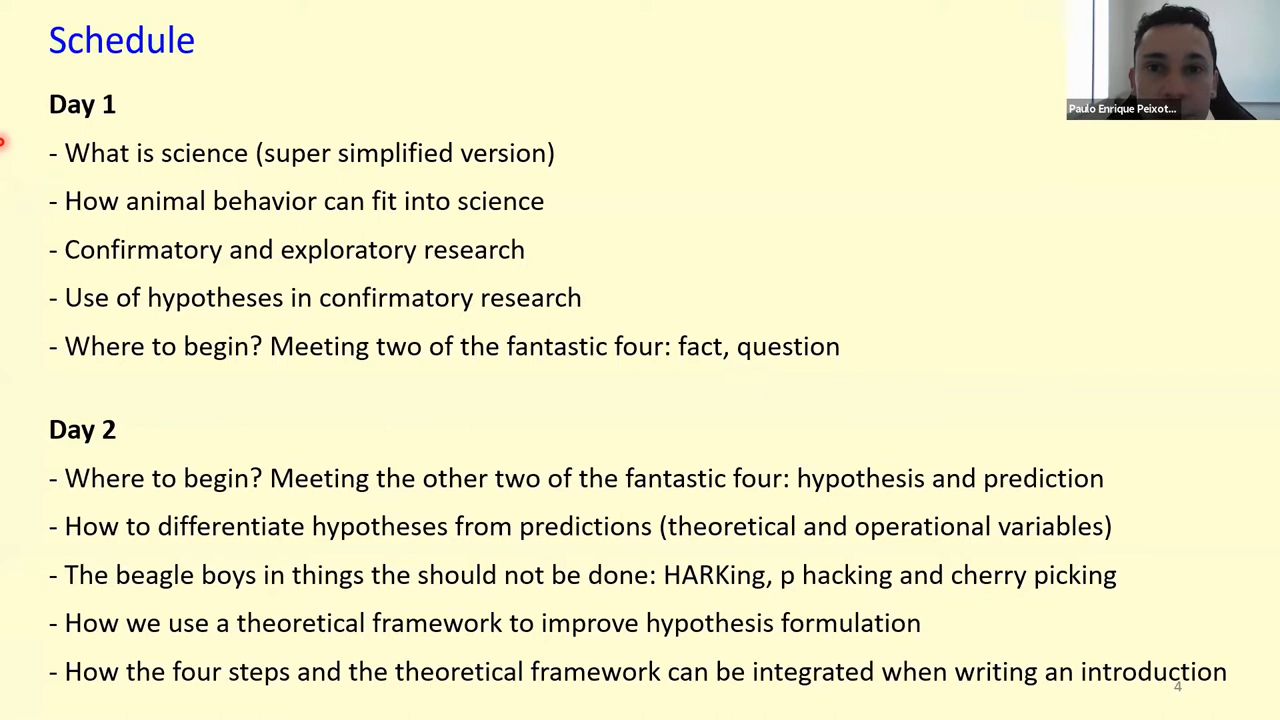 Schedule
Day 1
- What is science (super simplified version)
- How animal behavior can fit into science
- Confirmatory and exploratory research
- Use of hypotheses in confirmatory research
- Where to begin? Meeting two of the fantastic four: fact, question
Day 2
- Where to begin? Meeting the other two of the fantastic four: hypothesis and prediction
- How to differentiate hypotheses from predictions (theoretical and operational variables)
- The beagle boys in things the should not be done: HARKing, p hacking and cherry picking
- How we use a theoretical framework to improve hypothesis formulation
- How the four steps and the theoretical framework can be integrated when writing an introduction
4
Paulo Enrique Peixot...